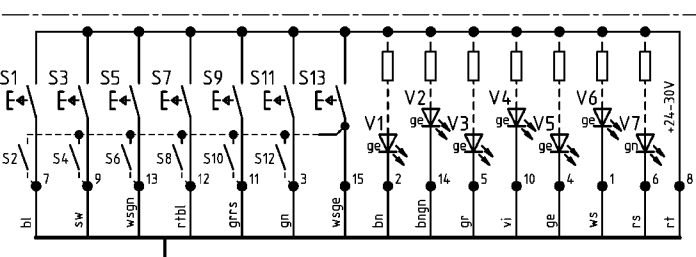 S1 S3 S5 S7 S9 S11 S13
V2 V4 V6
ge ge ge
V1 V3 V5 V7
ge ge ge gn
+24-30V
S2 S4 S6 S8 S10 S12
7 9 13 12 11 3 15 2 14 5 10 4 1 6 8
bl sw wsgn rtbl grrs gn wsge bn bngn gr vi ge ws rs rt